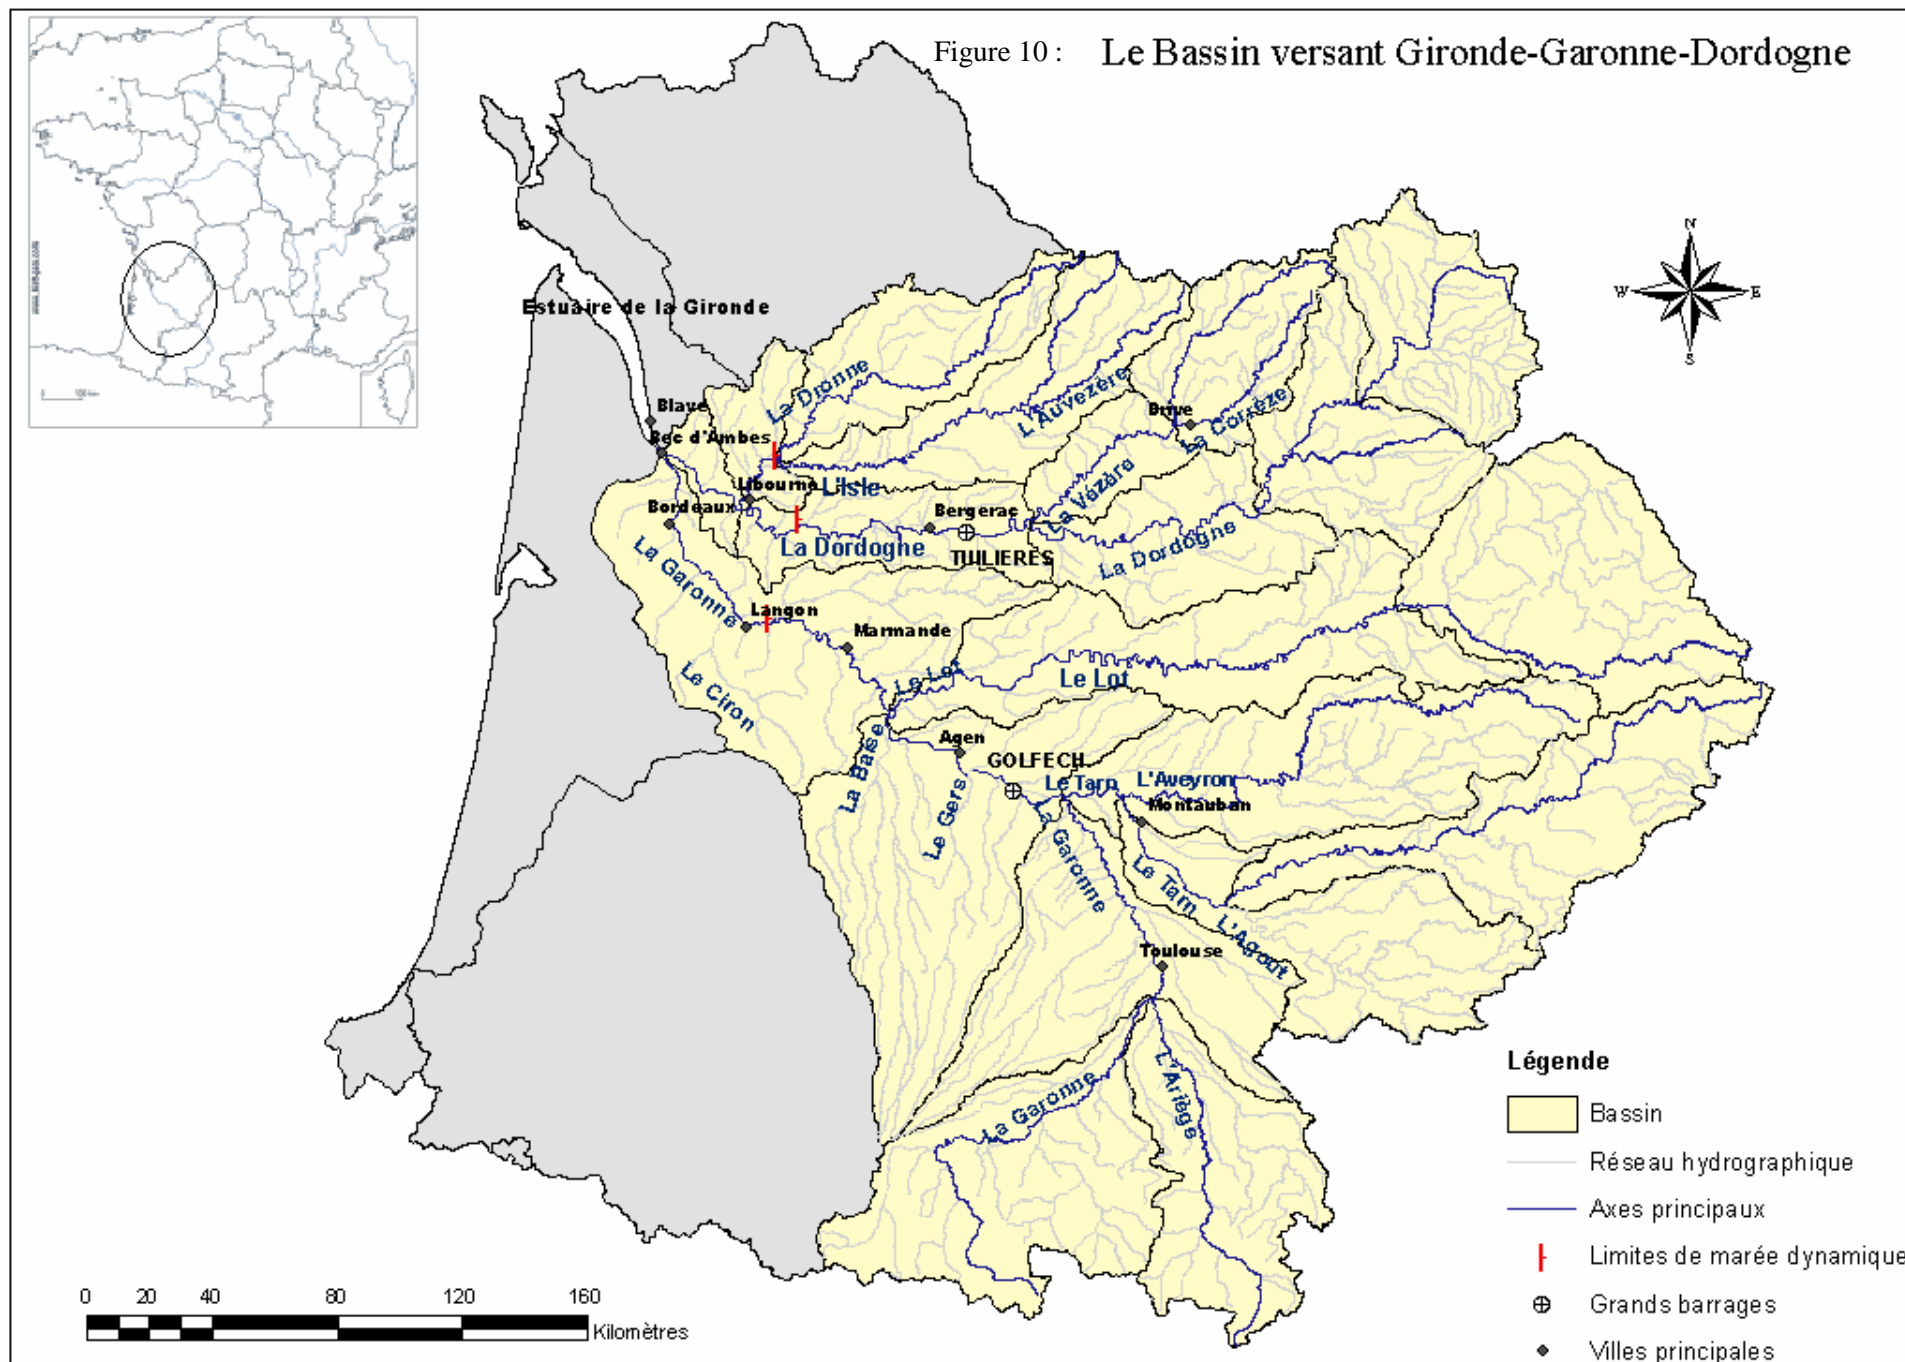 Figure 10 : Le Bassin versant Gironde-Garonne-Dordogne
N
W E
S
Estuaire de la Gironde
Blaye
Bec d'Ambes
La Dronne
L'Auvezère
Brive
La Corrèze
Libourne
L'Isle
La Vézère
Bordeaux
Bergerac
La Dordogne
TUILIERES
La Dordogne
La Garonne
Langon
Marmande
Le Ciron
Le Lot
Le Lot
La Baïse
Agen
GOLFECH
Le Tarn
L'Aveyron
Montauban
Le Gers
La Garonne
Le Tarn
L'Agout
Toulouse
La Garonne
L'Ariège
Légende
Bassin
Réseau hydrographique
Axes principaux
Limites de marée dynamique
Grands barrages
Villes principales
0 20 40 80 120 160
Kilomètres